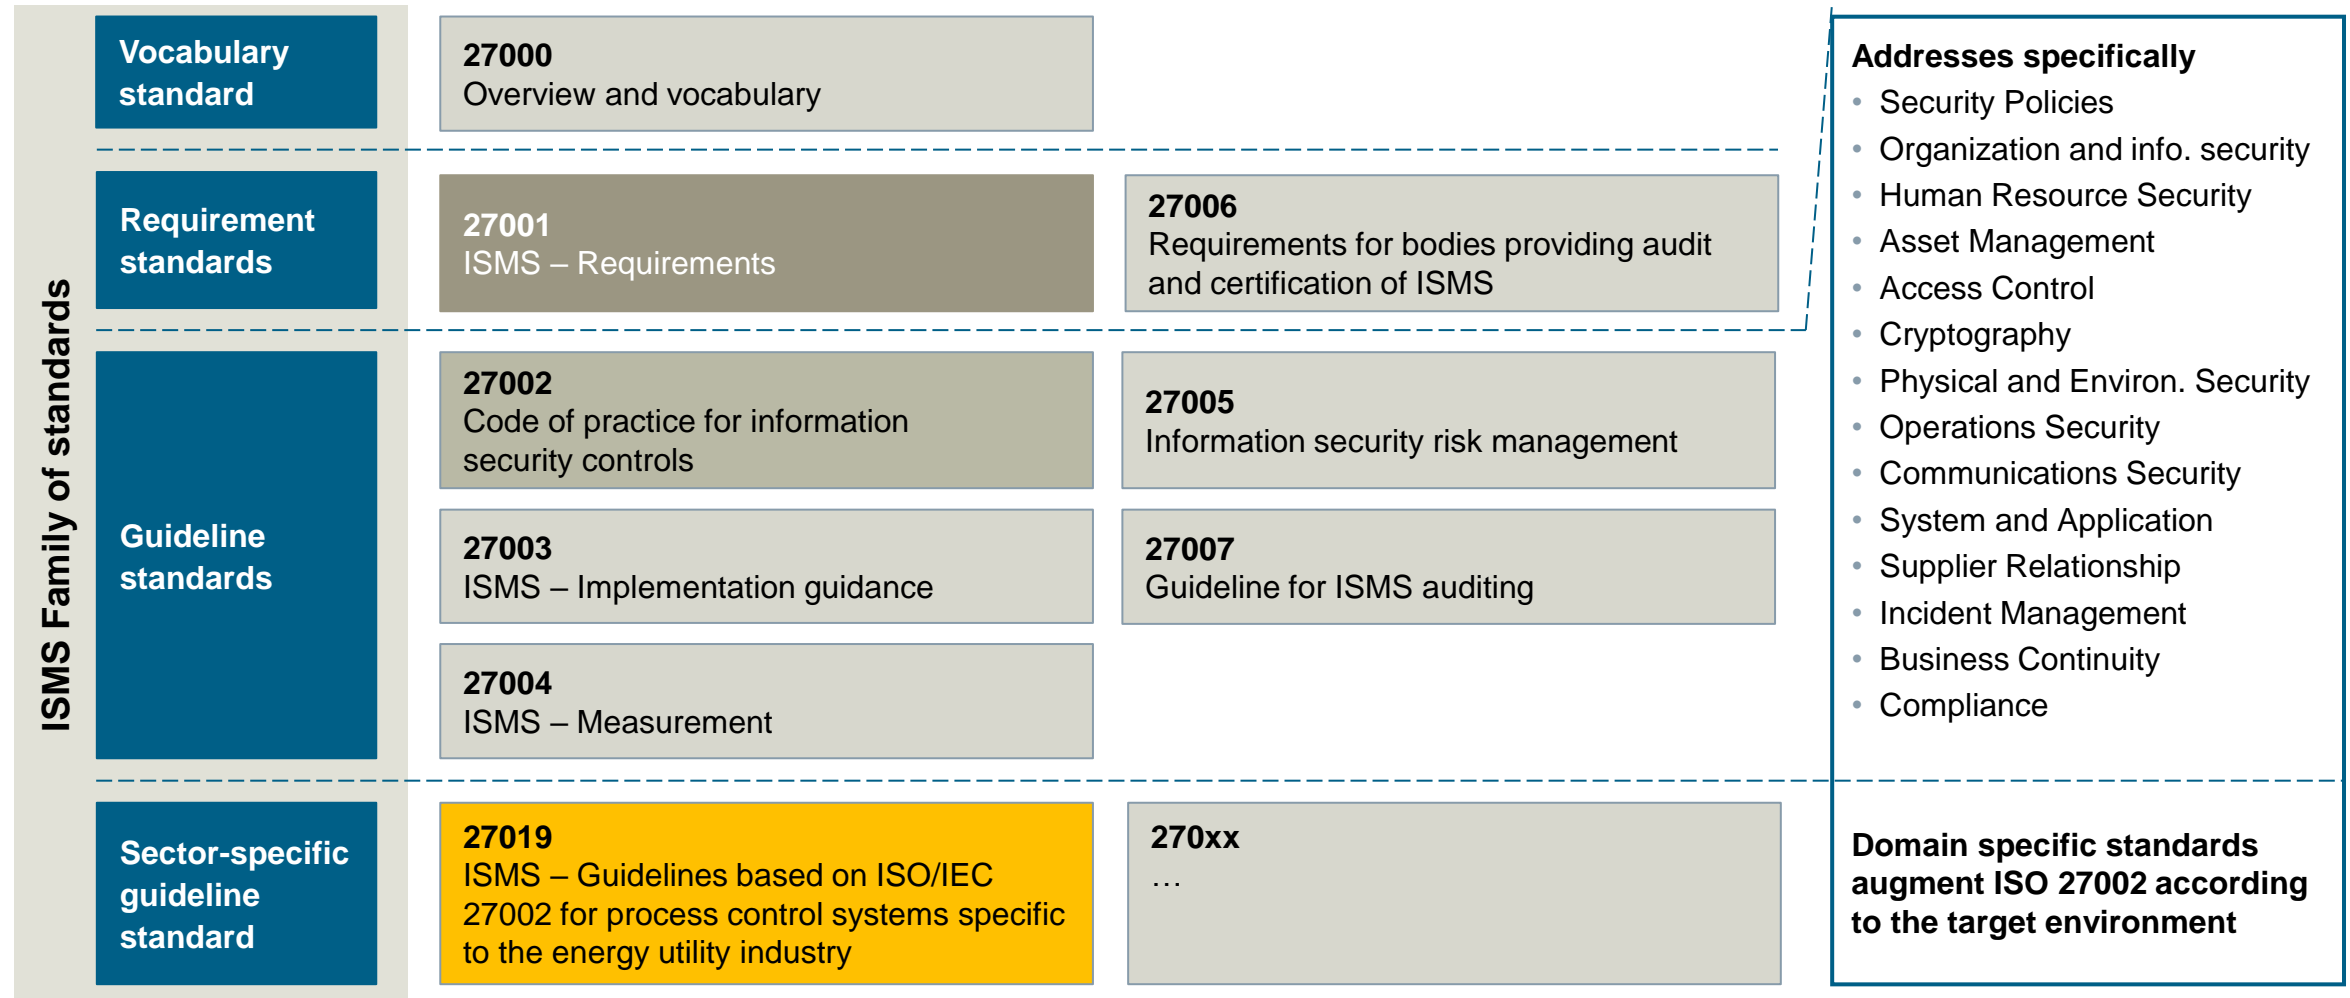 ISMS Family of standards
Vocabulary
standard
27000
Overview and vocabulary
Requirement
standards
27001
ISMS – Requirements
27006
Requirements for bodies providing audit
and certification of ISMS
Guideline
standards
27002
Code of practice for information
security controls
27005
Information security risk management
27003
ISMS – Implementation guidance
27007
Guideline for ISMS auditing
27004
ISMS – Measurement
Sector-specific
guideline
standard
27019
ISMS – Guidelines based on ISO/IEC
27002 for process control systems specific
to the energy utility industry
270xx
…
Addresses specifically
• Security Policies
• Organization and info. security
• Human Resource Security
• Asset Management
• Access Control
• Cryptography
• Physical and Environ. Security
• Operations Security
• Communications Security
• System and Application
• Supplier Relationship
• Incident Management
• Business Continuity
• Compliance
Domain specific standards
augment ISO 27002 according
to the target environment